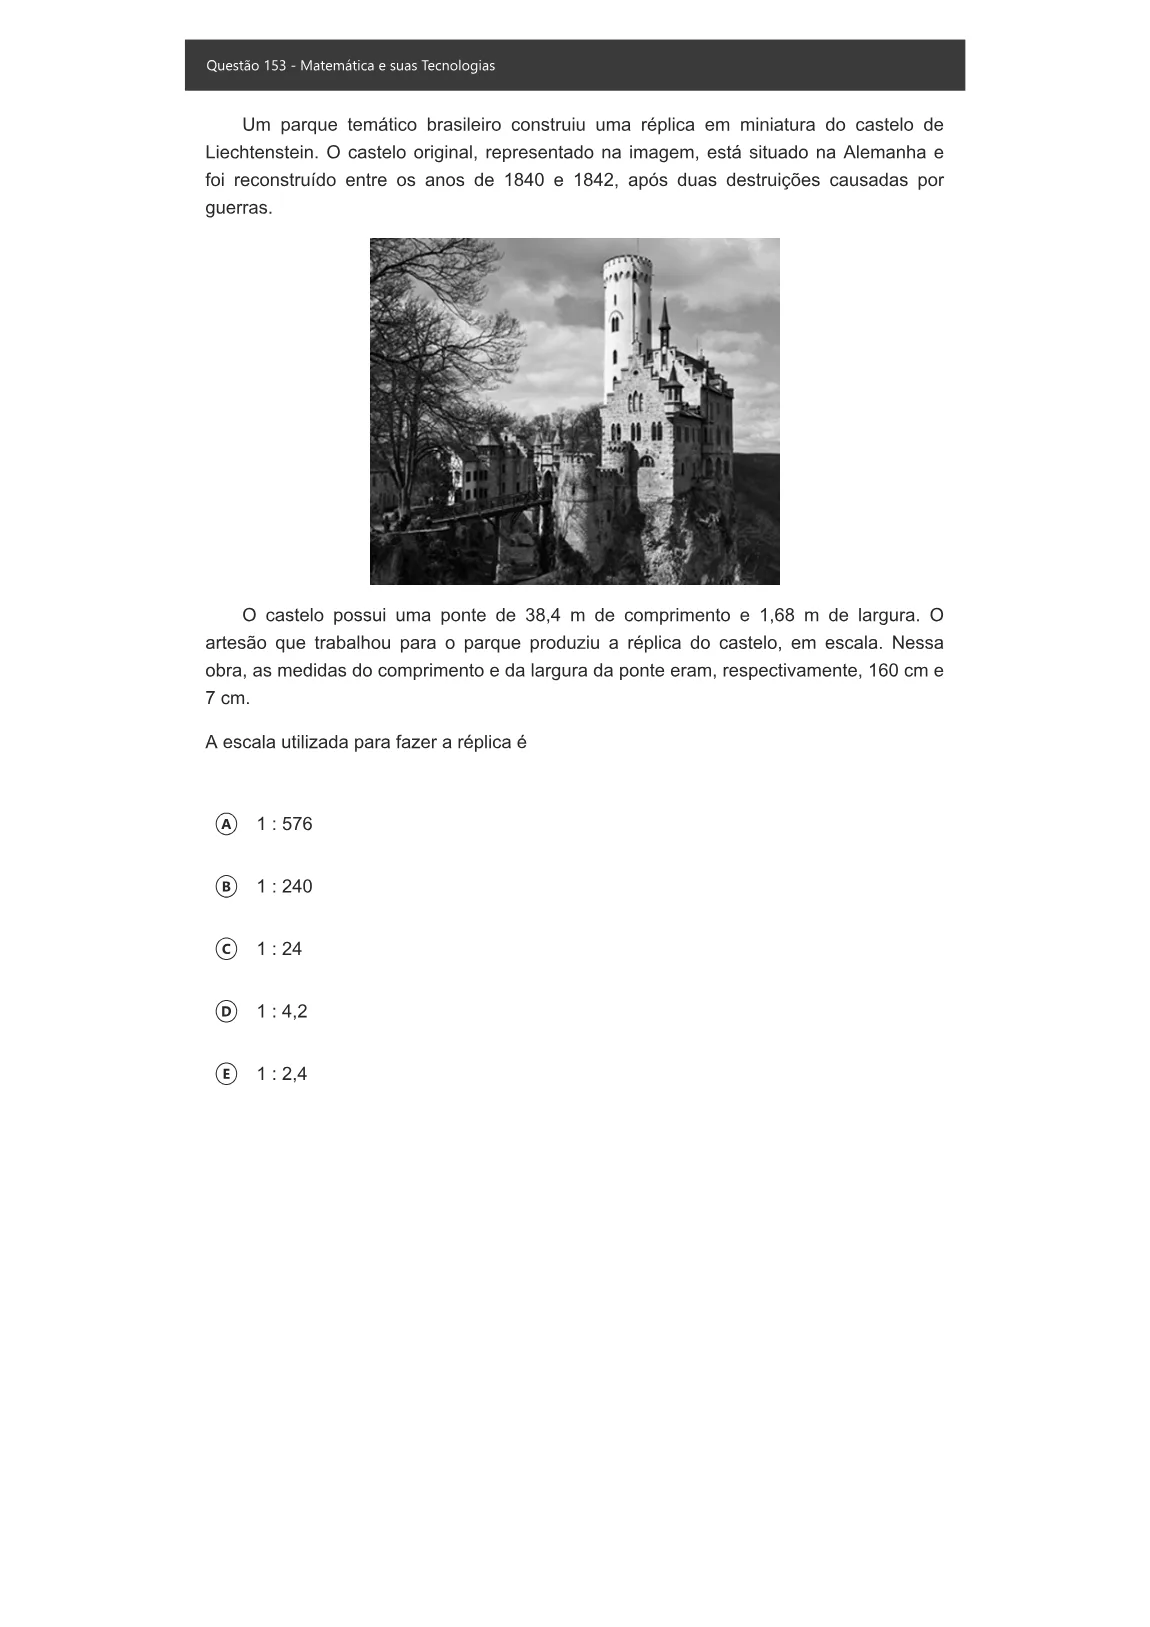 Questão 153 - Matemática e suas Tecnologias
Um parque temático brasileiro construiu uma réplica em miniatura do castelo de
Liechtenstein. O castelo original, representado na imagem, está situado na Alemanha e
foi reconstruído entre os anos de 1840 e 1842, após duas destruições causadas por
guerras.
O castelo possui uma ponte de 38,4 m de comprimento e 1,68 m de largura. O
artesão que trabalhou para o parque produziu a réplica do castelo, em escala. Nessa
obra, as medidas do comprimento e da largura da ponte eram, respectivamente, 160 cm e
7 cm.
A escala utilizada para fazer a réplica é
A 1 : 576
B 1 : 240
C 1 : 24
D 1 : 4,2
E 1 : 2,4